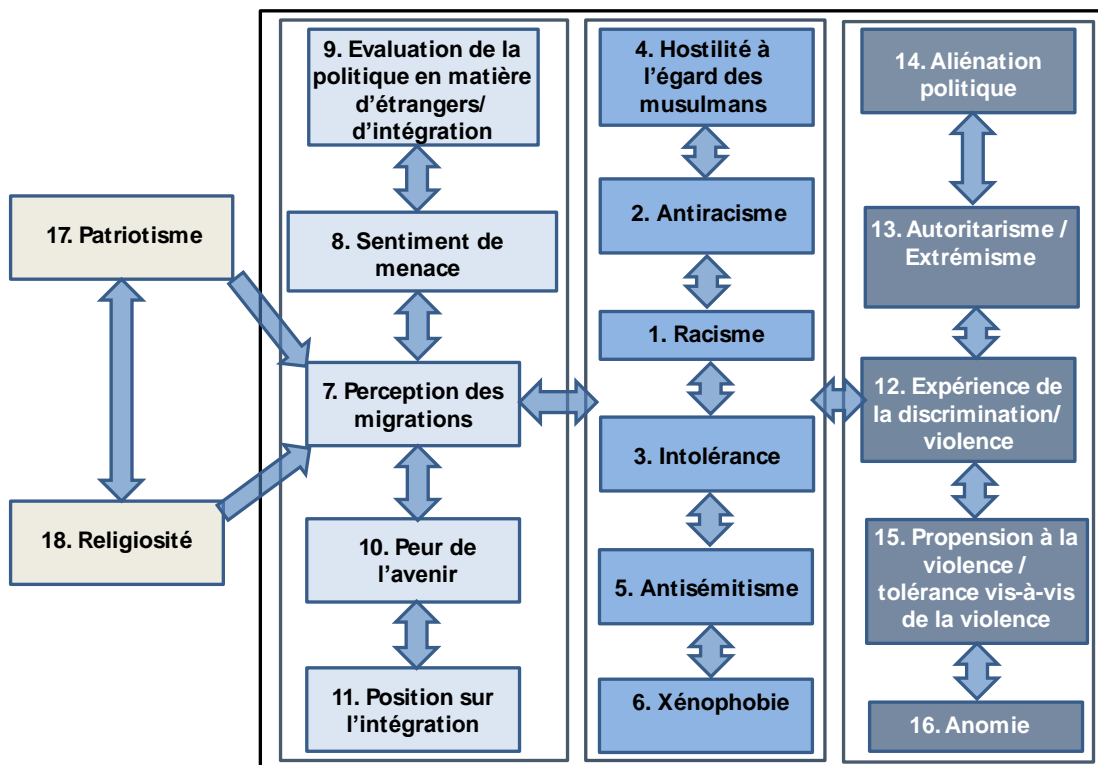 17. Patriotisme
18. Religiosité
9. Evaluation de la
politique en matière
d'étrangers/
d'intégration
8. Sentiment de
menace
7. Perception des
migrations
10. Peur de
l'avenir
11. Position sur
l'intégration
4. Hostilité à
l'égard des
musulmans
2. Antiracisme
1. Racisme
3. Intolérance
5. Antisémitisme
6. Xénophobie
14. Aliénation
politique
13. Autoritarisme /
Extrémisme
12. Expérience de
la discrimination/
violence
15. Propension à la
violence /
tolérance vis-à-vis
de la violence
16. Anomie